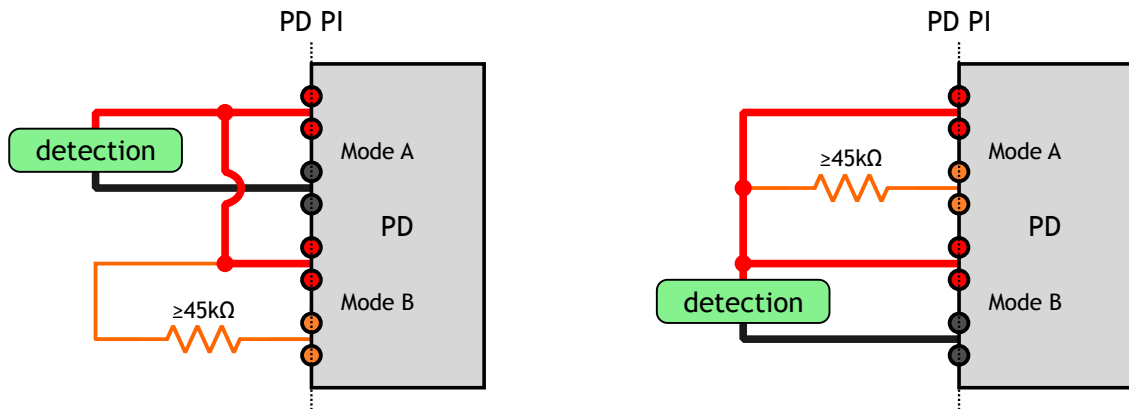 PD PI
detection
Mode A
PD
≥45kΩ
Mode B
PD PI
Mode A
≥45kΩ
PD
detection
Mode B